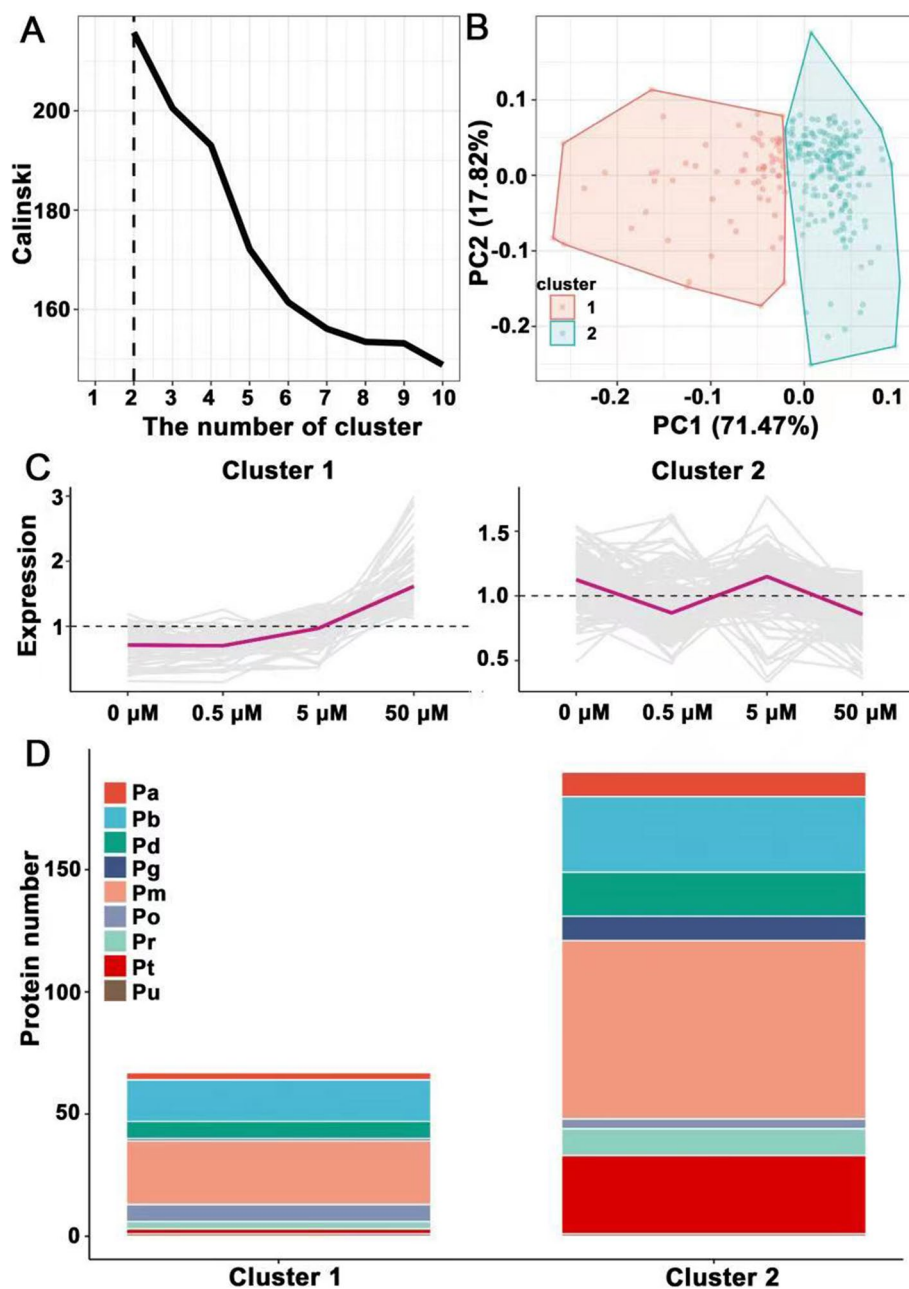 A
Calinski
200
180
160
1 2 3 4 5 6 7 8 9 10
The number of cluster
B
PC2 (17.82%)
0.1
0.0
-0.1
-0.2
cluster
1
2
-0.2 -0.1 0.0 0.1
PC1 (71.47%)
C
Cluster 1
Expression
3
2
1
0 µM 0.5 µM 5 µM 50 µM
Cluster 2
1.5
1.0
0.5
0 µM 0.5 µM 5 µM 50 µM
D
Protein number
150
100
50
0
Pa
Pb
Pd
Pg
Pm
Po
Pr
Pt
Pu
Cluster 1 Cluster 2